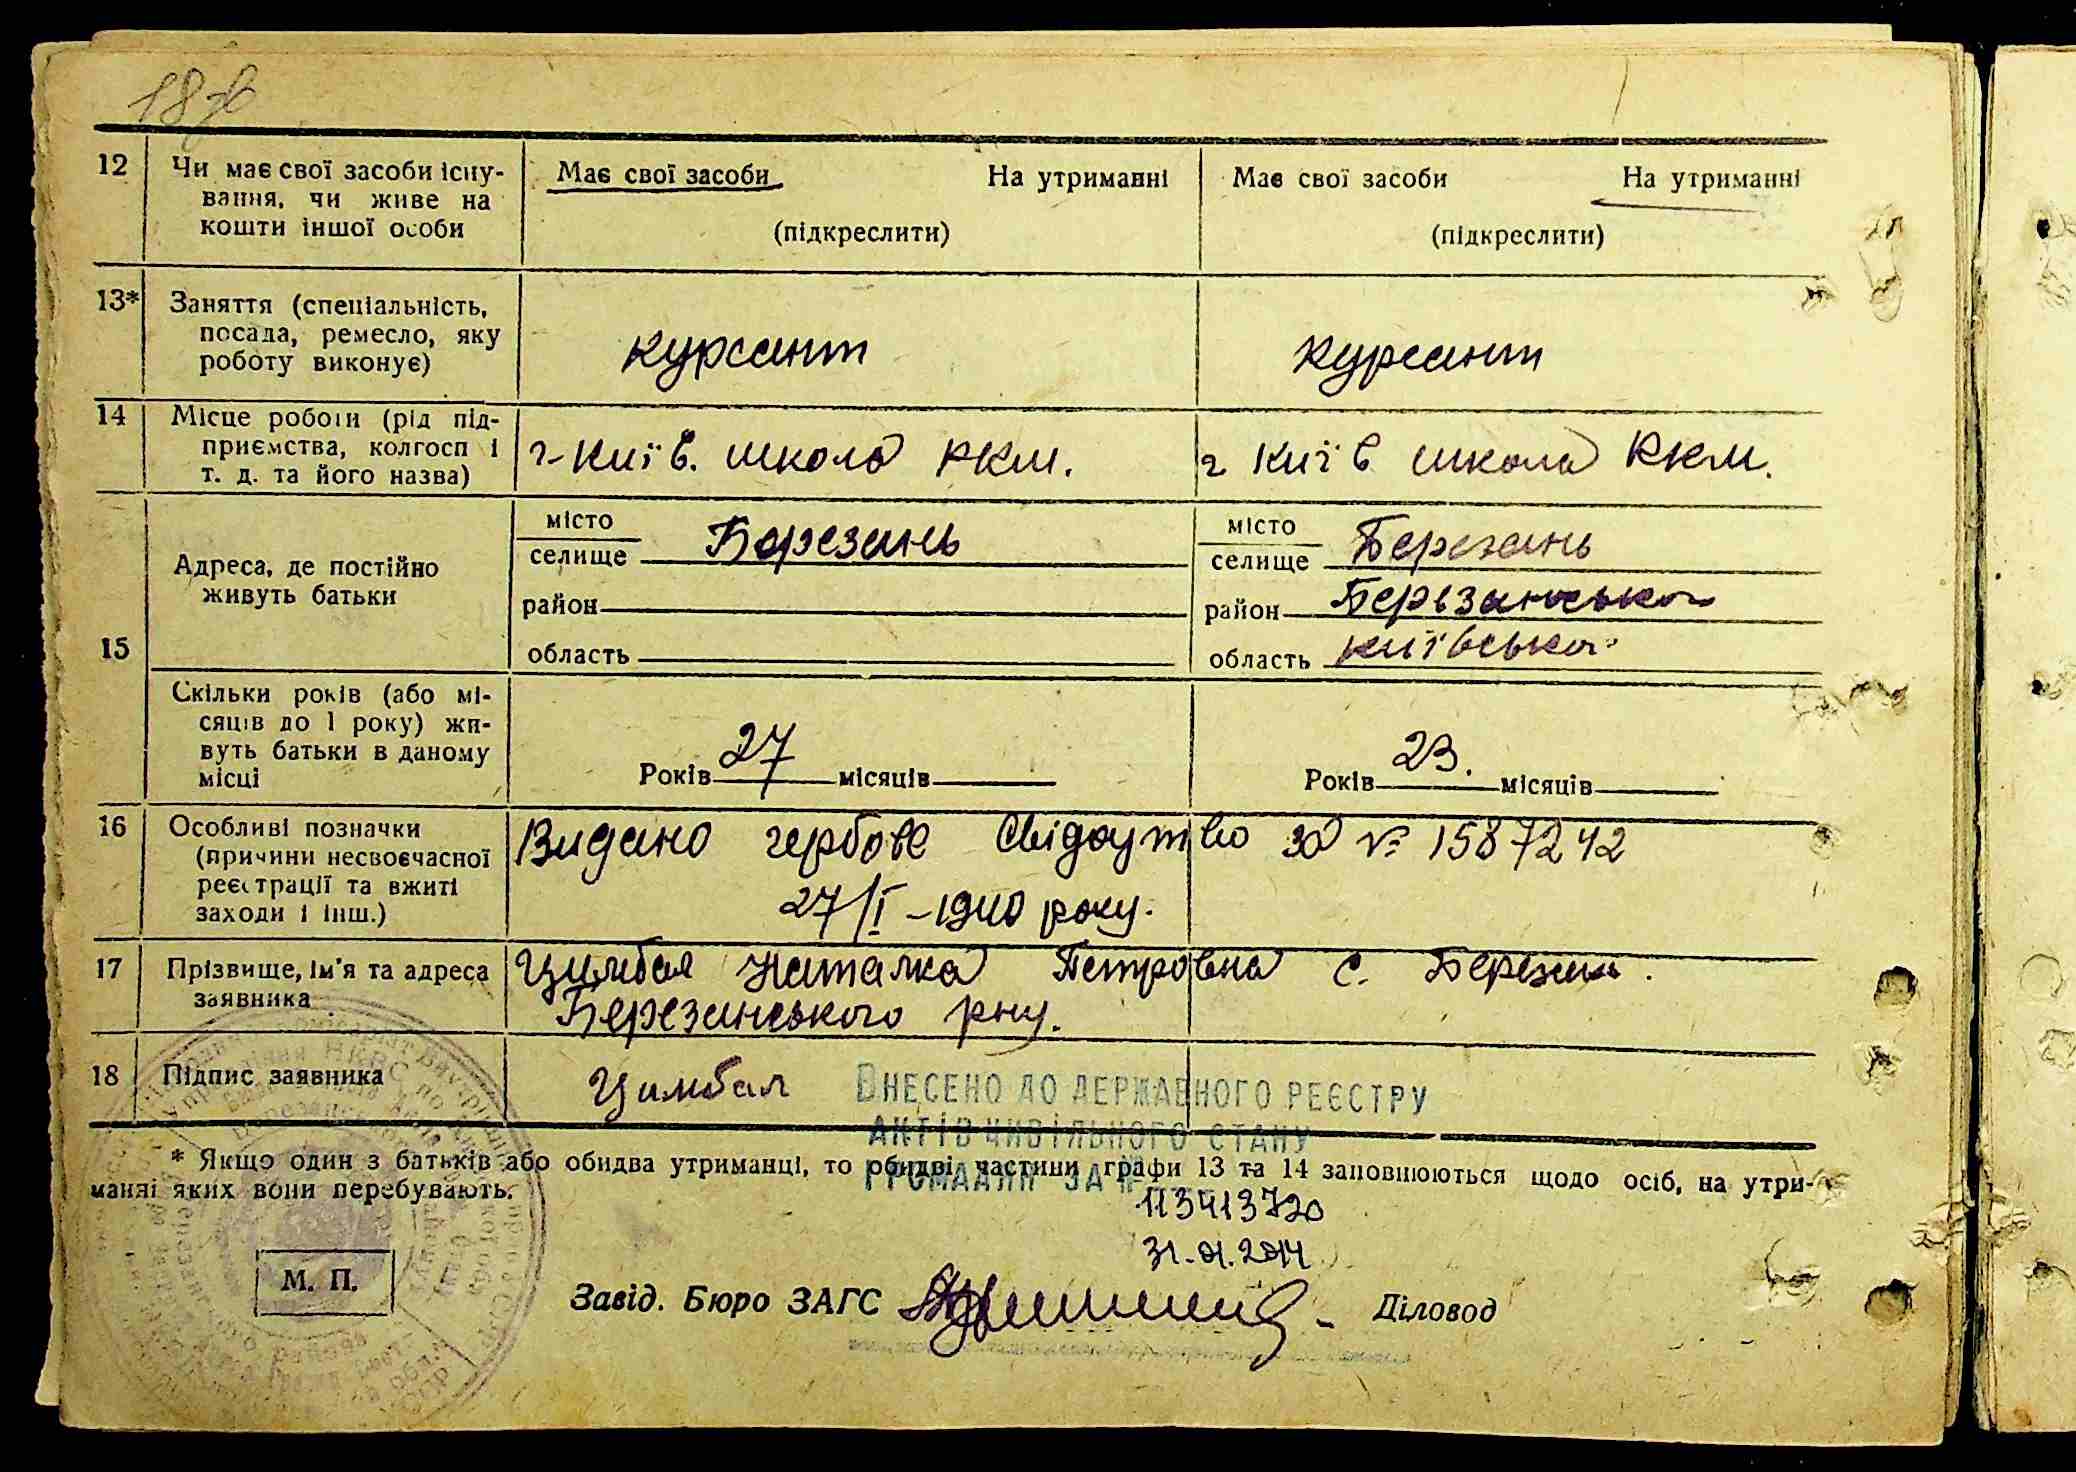 12 Чи має свої засоби існу-
вання, чи живе на
кошти іншої особи
Має свої засоби На утриманні
(підкреслити)
Має свої засоби На утриманні
(підкреслити)
13* Заняття (спеціальність,
посада, ремесло, яку
роботу виконує)
курсант
курсант
14 Місце роботи (рід під-
приємства, колгосп і
т. д. та його назва)
г. Київ. школа РКМ.
г Київ школа РКМ.
15
Адреса, де постійно
живуть батьки
місто
селище Березань
район
область
місто
селище Березань
район Березанського
область Київської
Скільки років (або мі-
сяців до 1 року) жи-
вуть батьки в даному
місці
Років 27 місяців
Років 23. місяців
16 Особливі позначки
(причини несвоєчасної
реєстрації та вжиті
заходи і інш.)
Видано гербове Свідоцтво за № 1587242
27/I – 1940 року.
17 Прізвище, ім'я та адреса
заявника
Цимбал Наталка Петровна с. Березань.
Березанського рну.
18 Підпис заявника
Цимбал
ВНЕСЕНО ДО ДЕРЖАВНОГО РЕЄСТРУ
АКТІВ ЦИВІЛЬНОГО СТАНУ
ГРОМАДЯН ЗА №
* Якщо один з батьків або обидва утриманці, то обидві частини графи 13 та 14 заповнюються щодо осіб, на утри-
манні яких вони перебувають.
113413720
31.01.2014
М. П.
Завід. Бюро ЗАГС
Діловод